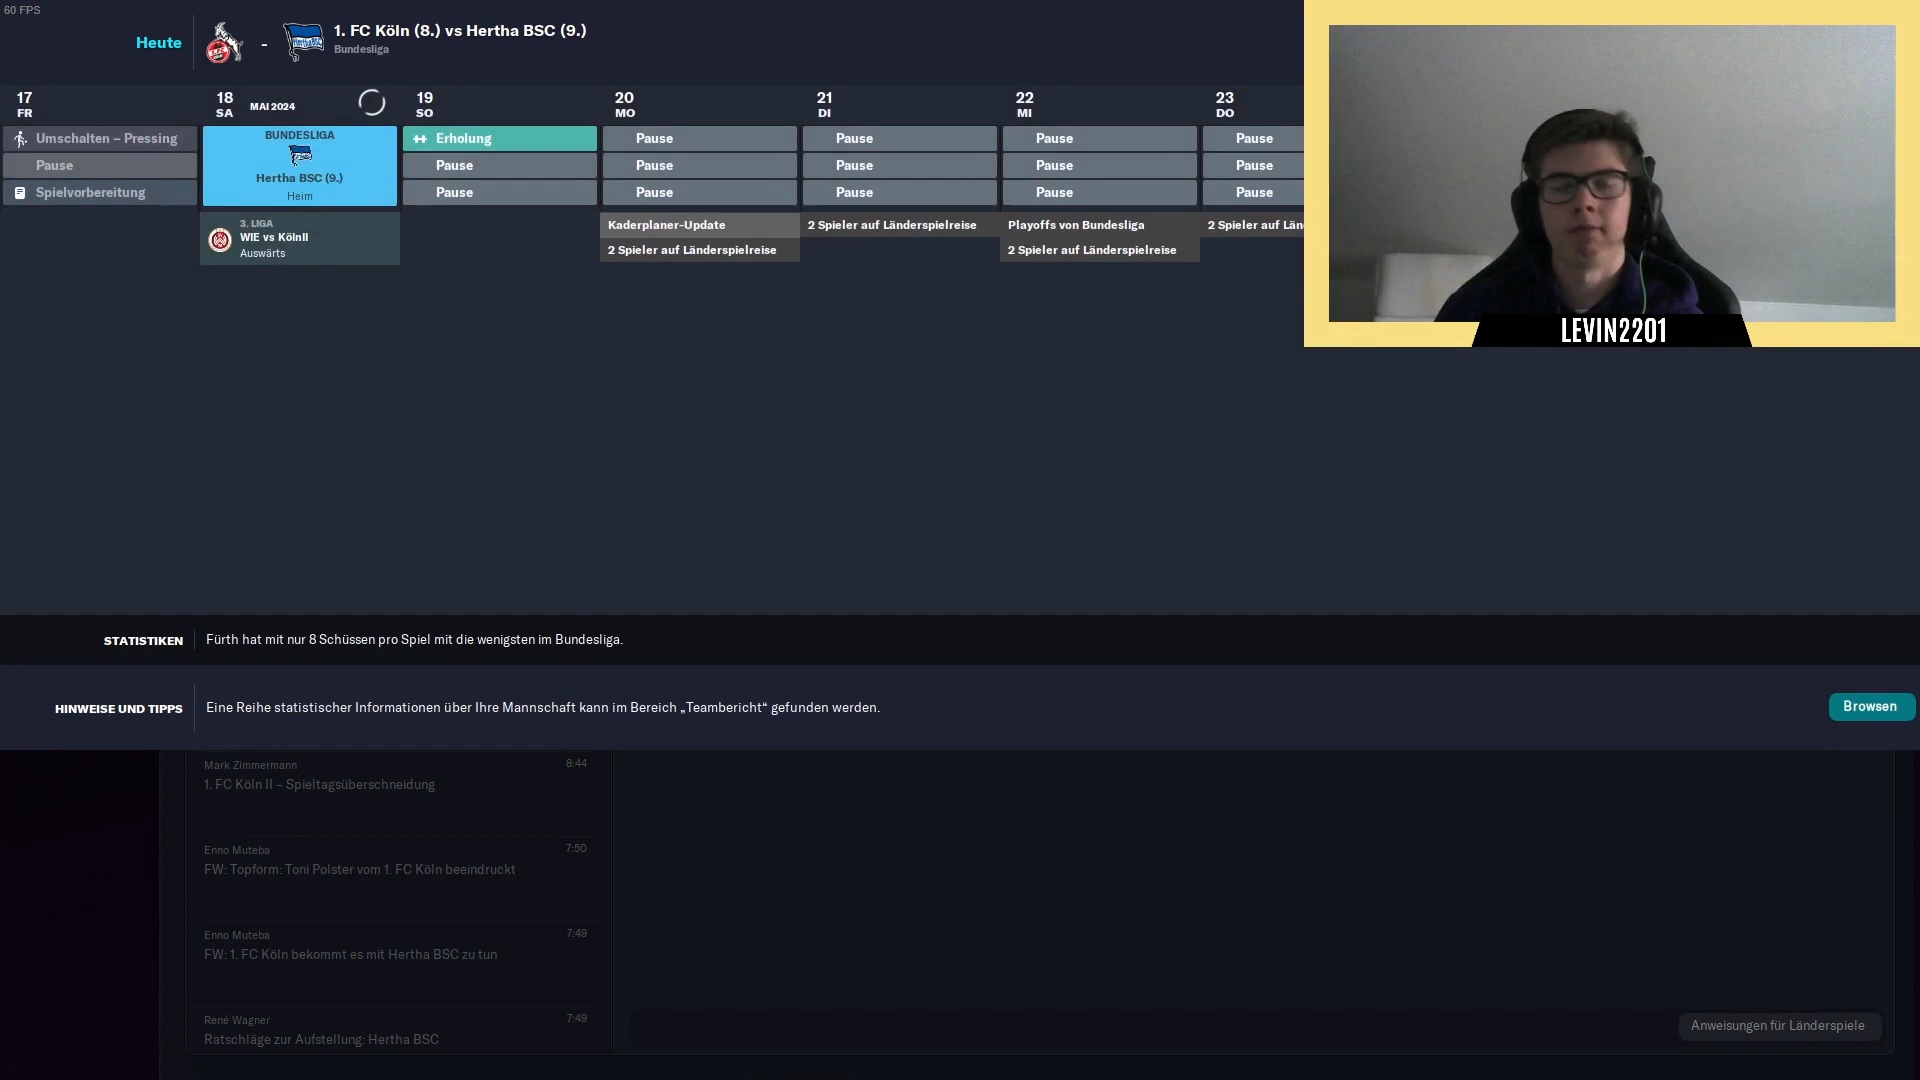 60 FPS
Heute
-
1. FC Köln (8.) vs Hertha BSC (9.)
Bundesliga
17
FR
18
SA
MAI 2024
19
SO
20
MO
21
DI
22
MI
23
DO
Umschalten – Pressing
Pause
Spielvorbereitung
BUNDESLIGA
Hertha BSC (9.)
Heim
3. LIGA
WIE vs KölnII
Auswärts
Erholung
Pause
Pause
Pause
Pause
Pause
Kaderplaner-Update
2 Spieler auf Länderspielreise
Pause
Pause
Pause
2 Spieler auf Länderspielreise
Pause
Pause
Pause
Playoffs von Bundesliga
2 Spieler auf Länderspielreise
Pause
Pause
Pause
2 Spieler auf Län
LEVIN2201
STATISTIKEN
Fürth hat mit nur 8 Schüssen pro Spiel mit die wenigsten im Bundesliga.
HINWEISE UND TIPPS
Eine Reihe statistischer Informationen über Ihre Mannschaft kann im Bereich „Teambericht“ gefunden werden.
Browsen
Mark Zimmermann
8:44
1. FC Köln II – Spieltagsüberschneidung
Enno Muteba
7:50
FW: Topform: Toni Polster vom 1. FC Köln beeindruckt
Enno Muteba
7:49
FW: 1. FC Köln bekommt es mit Hertha BSC zu tun
René Wagner
7:49
Ratschläge zur Aufstellung: Hertha BSC
Anweisungen für Länderspiele